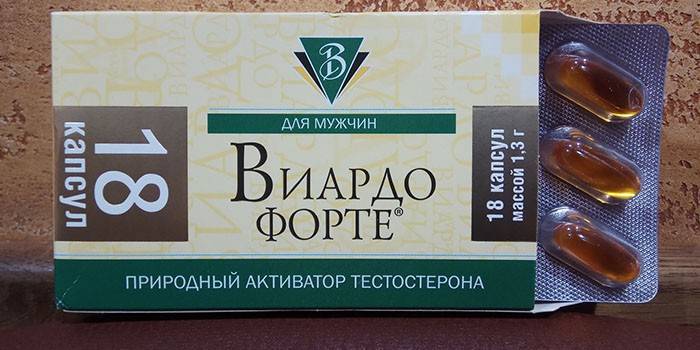 ДЛЯ МУЖЧИН
ВИАРДО
ФОРТЕ®
ПРИРОДНЫЙ АКТИВАТОР ТЕСТОСТЕРОНА
18
капсул
18 капсул
массой 1,3 г